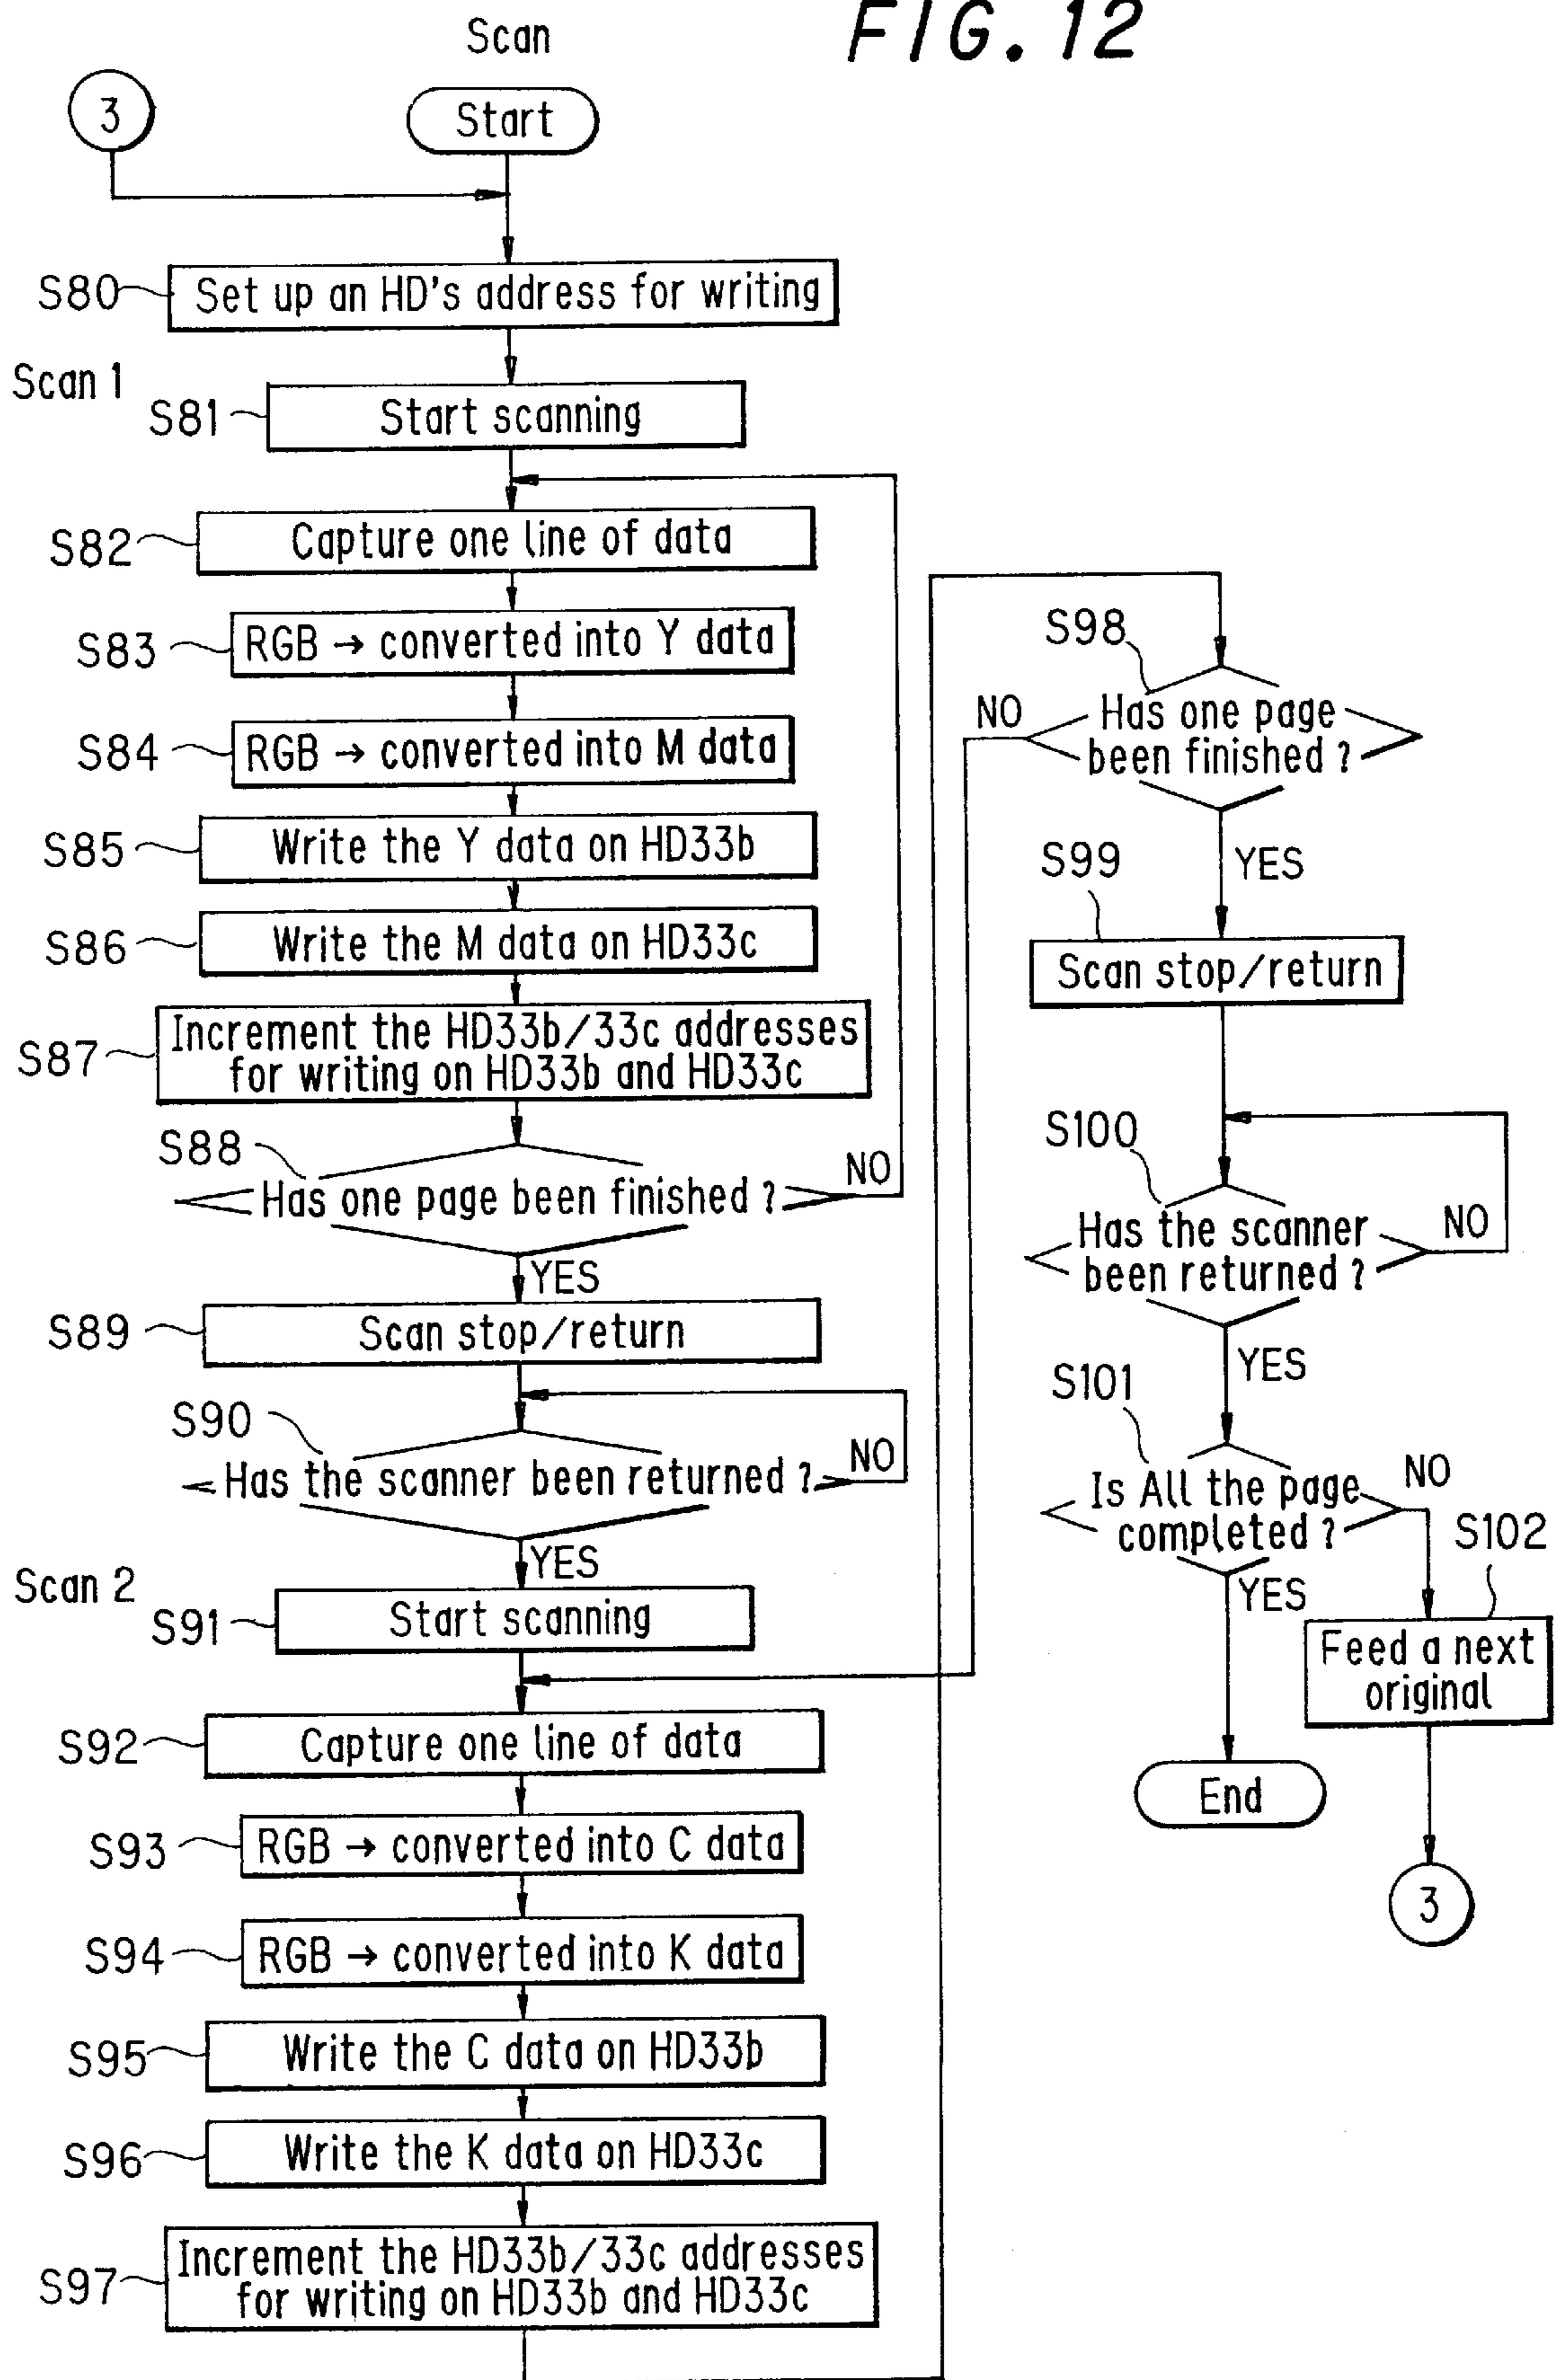 FIG. 12
Scan
3
Start
S80
Set up an HD's address for writing
Scan 1
S81
Start scanning
S82
Capture one line of data
S83
RGB → converted into Y data
S84
RGB → converted into M data
S85
Write the Y data on HD33b
S86
Write the M data on HD33c
S87
Increment the HD33b/33c addresses
for writing on HD33b and HD33c
S88
Has one page been finished ?
NO
YES
S89
Scan stop/return
S90
Has the scanner been returned ?
NO
YES
Scan 2
S91
Start scanning
S92
Capture one line of data
S93
RGB → converted into C data
S94
RGB → converted into K data
S95
Write the C data on HD33b
S96
Write the K data on HD33c
S97
Increment the HD33b/33c addresses
for writing on HD33b and HD33c
S98
NO
Has one page
been finished ?
YES
S99
Scan stop/return
S100
Has the scanner
been returned ?
NO
YES
S101
Is All the page
completed ?
NO
YES
S102
Feed a next
original
End
3